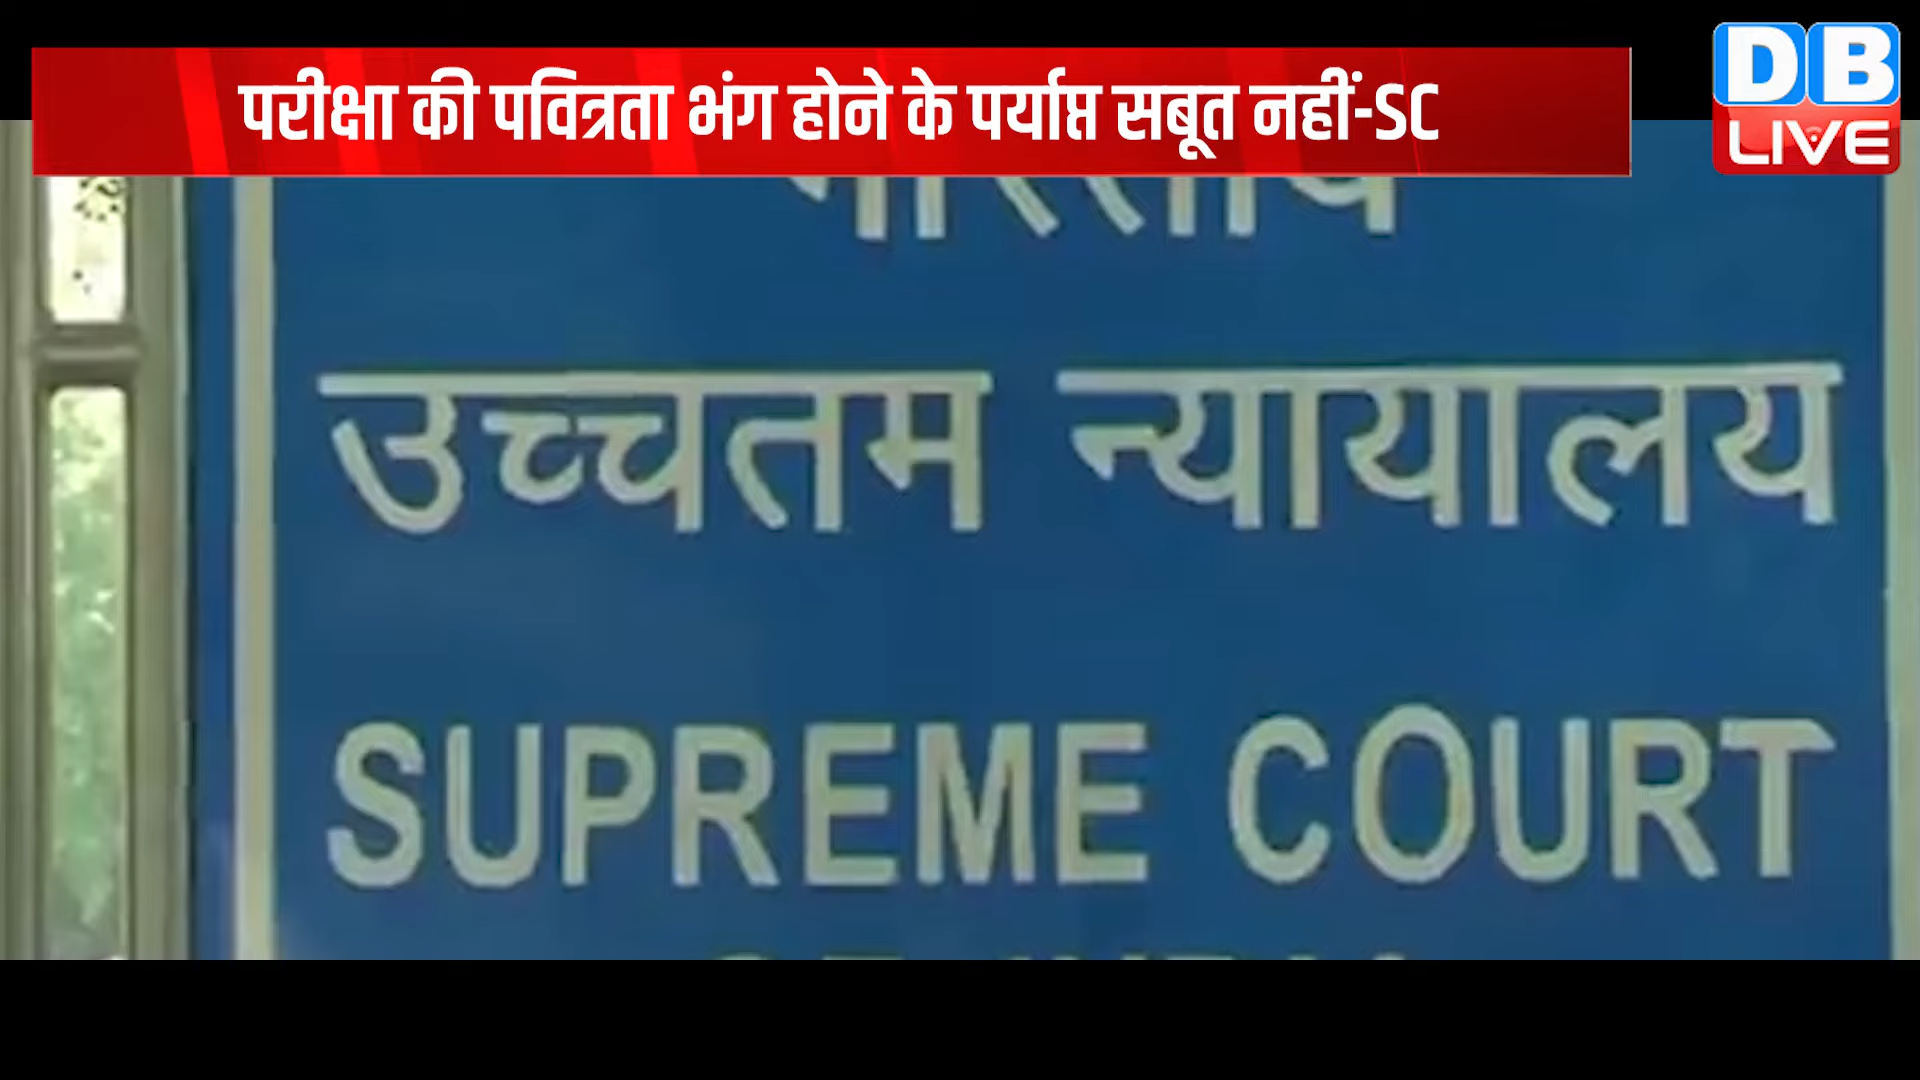 परीक्षा की पवित्रता भंग होने के पर्याप्त सबूत नहीं-SC
DB
LIVE
उच्चतम न्यायालय
SUPREME COURT